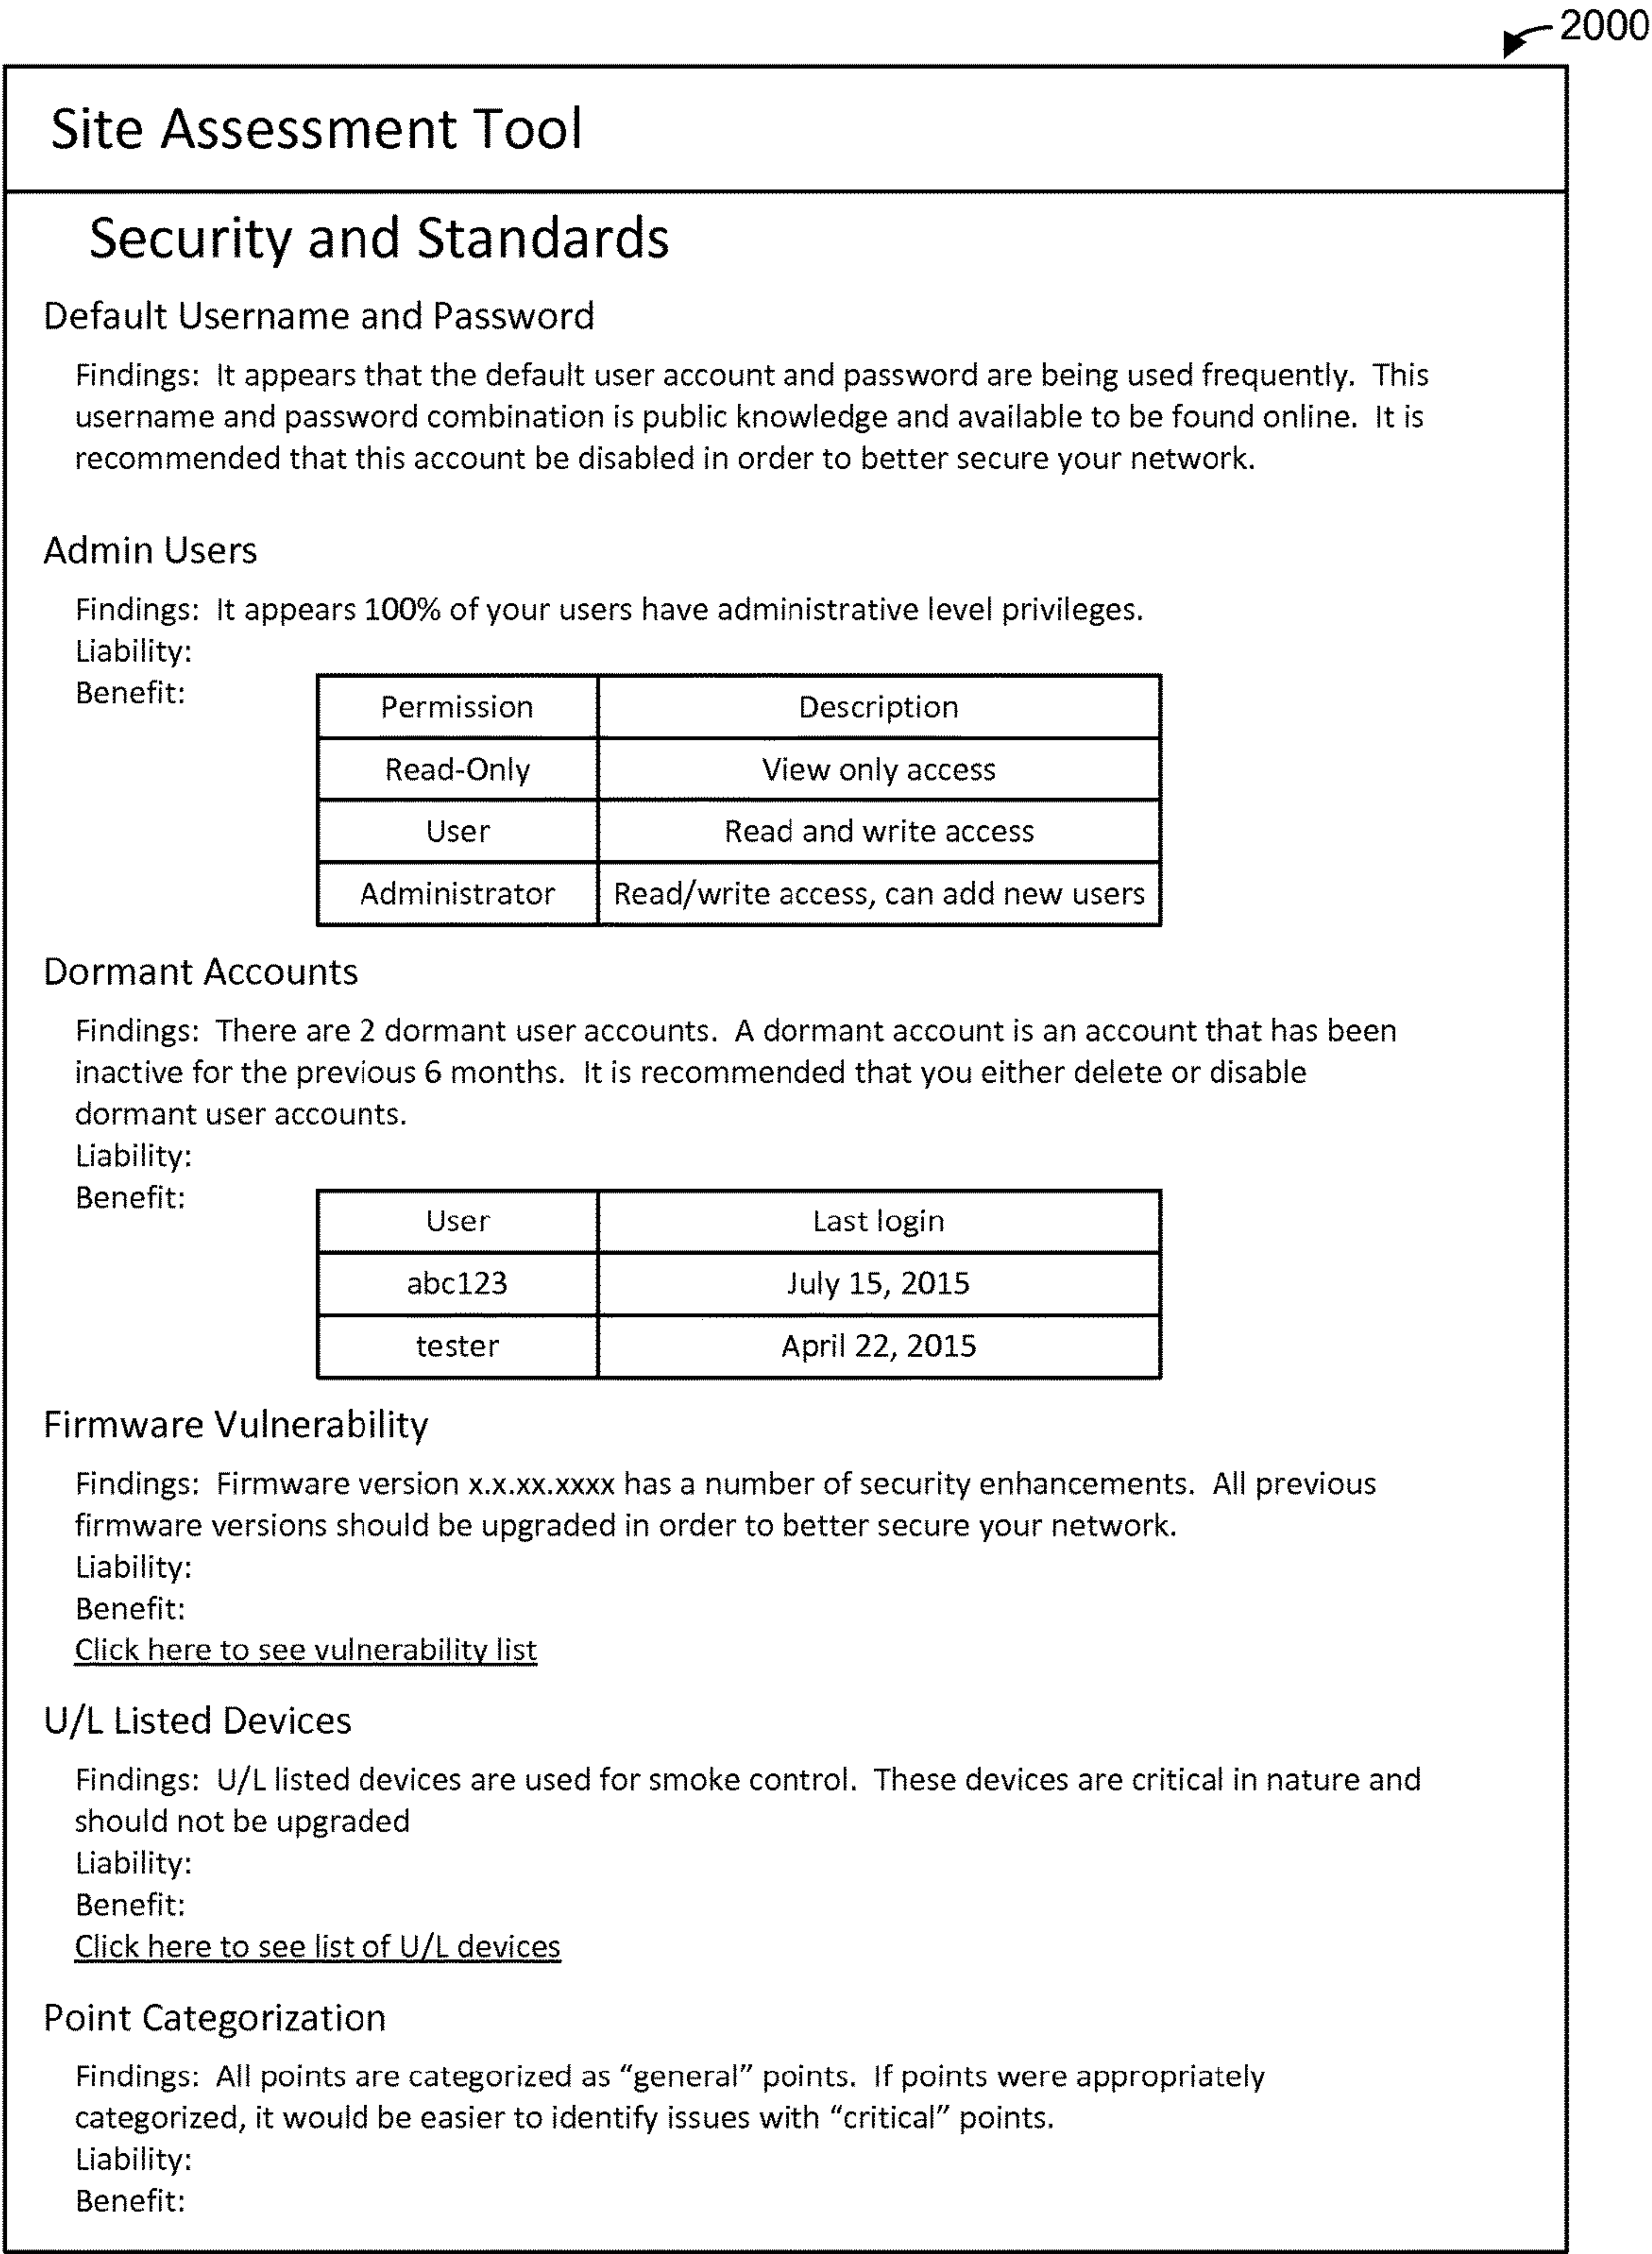 2000
Site Assessment Tool
Security and Standards
Default Username and Password
Findings: It appears that the default user account and password are being used frequently. This
username and password combination is public knowledge and available to be found online. It is
recommended that this account be disabled in order to better secure your network.
Admin Users
Findings: It appears 100% of your users have administrative level privileges.
Liability:
Benefit:
Permission Description
Read-Only View only access
User Read and write access
Administrator Read/write access, can add new users
Dormant Accounts
Findings: There are 2 dormant user accounts. A dormant account is an account that has been
inactive for the previous 6 months. It is recommended that you either delete or disable
dormant user accounts.
Liability:
Benefit:
User Last login
abc123 July 15, 2015
tester April 22, 2015
Firmware Vulnerability
Findings: Firmware version x.x.xx.xxxx has a number of security enhancements. All previous
firmware versions should be upgraded in order to better secure your network.
Liability:
Benefit:
Click here to see vulnerability list
U/L Listed Devices
Findings: U/L listed devices are used for smoke control. These devices are critical in nature and
should not be upgraded
Liability:
Benefit:
Click here to see list of U/L devices
Point Categorization
Findings: All points are categorized as “general” points. If points were appropriately
categorized, it would be easier to identify issues with “critical” points.
Liability:
Benefit: